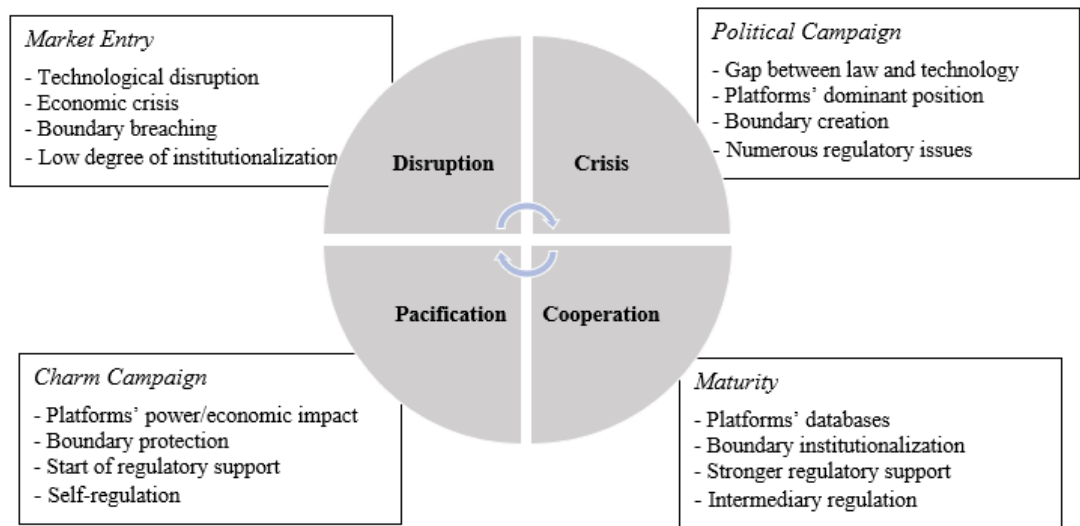 Market Entry
- Technological disruption
- Economic crisis
- Boundary breaching
- Low degree of institutionalization
Political Campaign
- Gap between law and technology
- Platforms’ dominant position
- Boundary creation
- Numerous regulatory issues
Disruption
Crisis
Pacification
Cooperation
Charm Campaign
- Platforms’ power/economic impact
- Boundary protection
- Start of regulatory support
- Self-regulation
Maturity
- Platforms’ databases
- Boundary institutionalization
- Stronger regulatory support
- Intermediary regulation